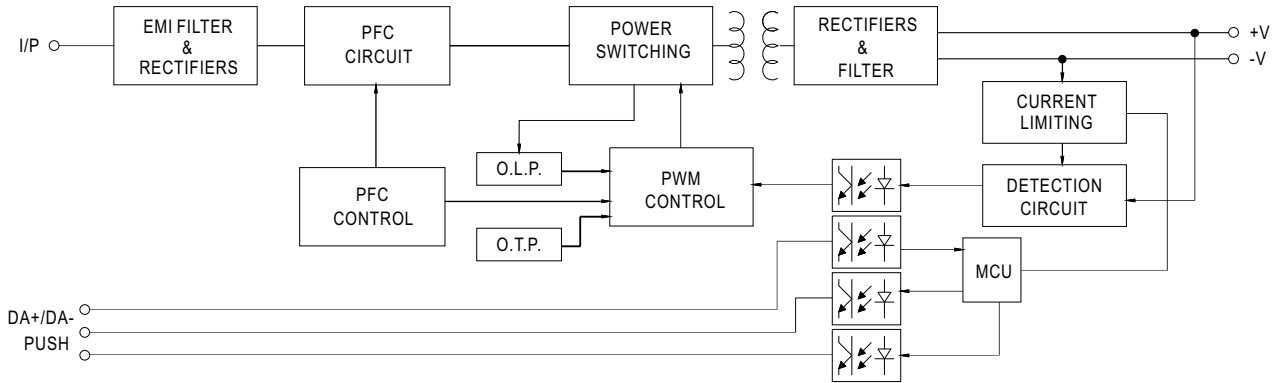 I/P
EMI FILTER
&
RECTIFIERS
PFC
CIRCUIT
POWER
SWITCHING
RECTIFIERS
&
FILTER
+V
-V
CURRENT
LIMITING
O.L.P.
PFC
CONTROL
PWM
CONTROL
DETECTION
CIRCUIT
O.T.P.
MCU
DA+/DA-
PUSH